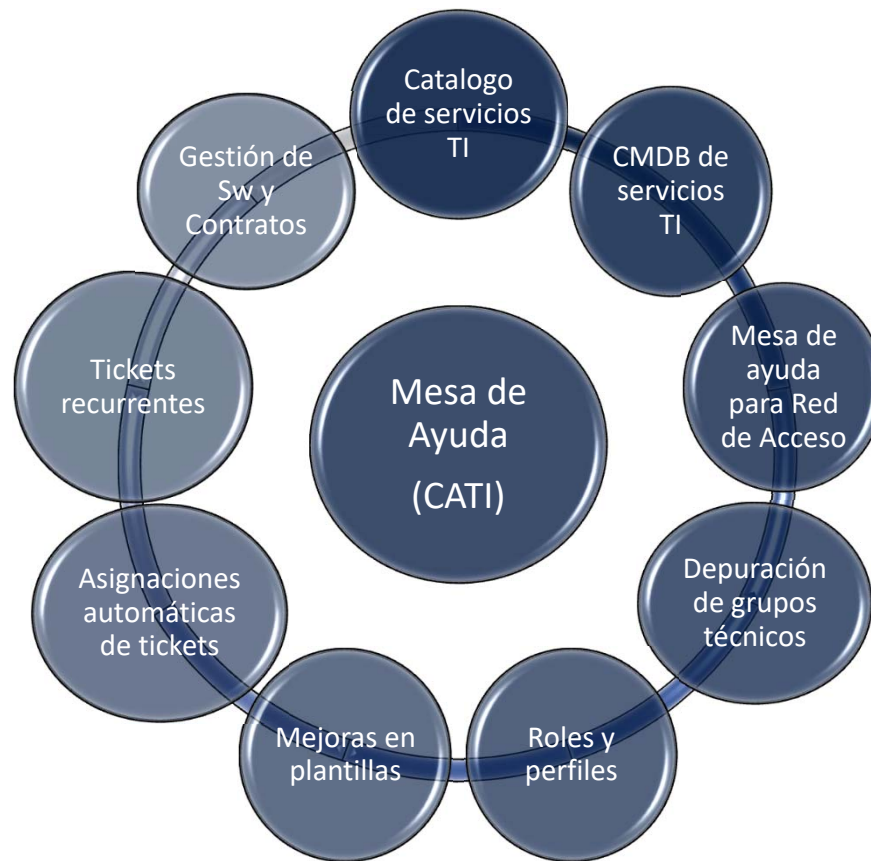 Catalogo
de servicios
TI
CMDB de
servicios
TI
Mesa de
ayuda
para Red
de Acceso
Depuración
de grupos
técnicos
Roles y
perfiles
Mejoras en
plantillas
Asignaciones
automáticas
de tickets
Tickets
recurrentes
Gestión de
Sw y
Contratos
Mesa de
Ayuda
(CATI)